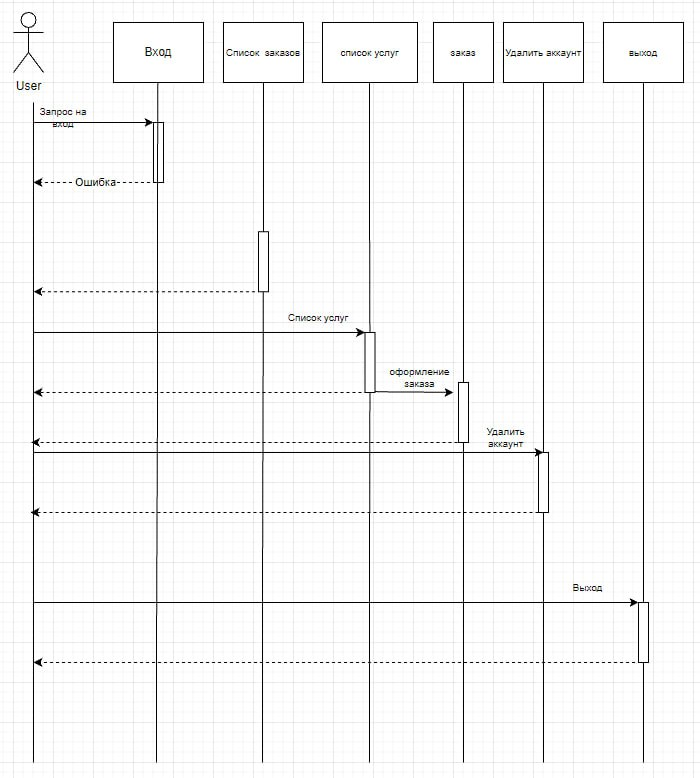 User
Вход
Список заказов
список услуг
заказ
Удалить аккаунт
выход
Запрос на
вход
Ошибка
Список услуг
оформление
заказа
Удалить
аккаунт
Выход